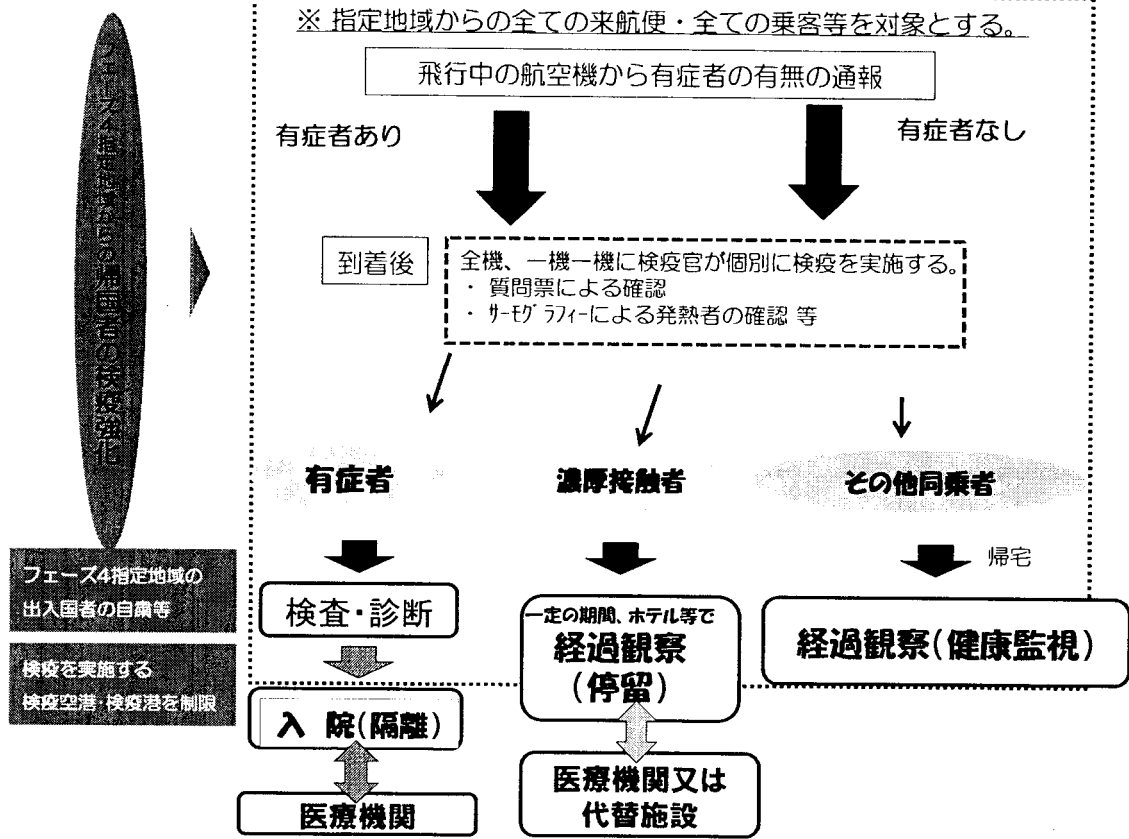 ※ 指定地域からの全ての来航便・全ての乗客等を対象とする。
飛行中の航空機から有症者の有無の通報
有症者あり
有症者なし
フェーズ4指定地域からの帰国者の検疫強化
到着後
全機、一機一機に検疫官が個別に検疫を実施する。
・ 質問票による確認
・ ｻｰﾓｸﾞﾗﾌｨｰによる発熱者の確認 等
有症者
濃厚接触者
その他同乗者
帰宅
フェーズ4指定地域の
出入国者の自粛等
検疫を実施する
検疫空港・検疫港を制限
検査・診断
一定の期間、ホテル等で
経過観察
(停留)
経過観察(健康監視)
入 院(隔離)
医療機関
医療機関又は
代替施設